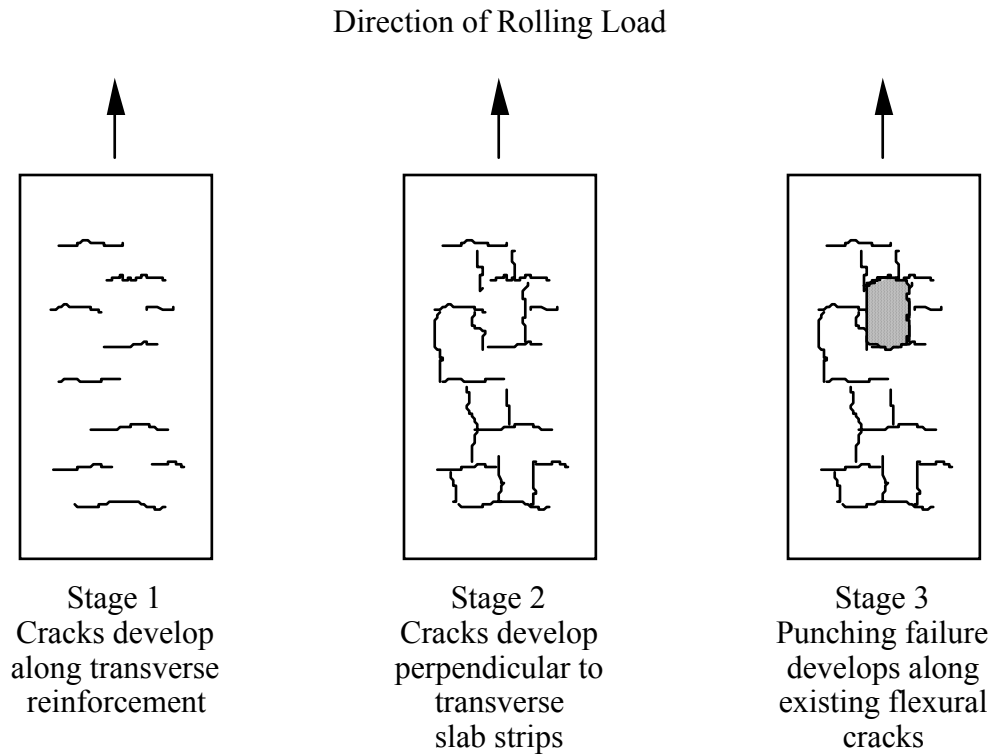 Direction of Rolling Load
Stage 1
Cracks develop
along transverse
reinforcement
Stage 2
Cracks develop
perpendicular to
transverse
slab strips
Stage 3
Punching failure
develops along
existing flexural
cracks